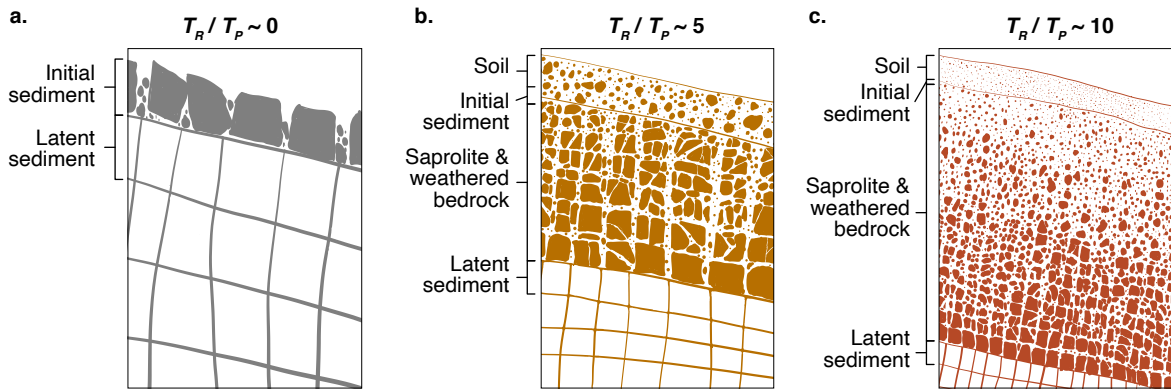 a.
T_R / T_P ~ 0
Initial
sediment
Latent
sediment
b.
T_R / T_P ~ 5
Soil
Initial
sediment
Saprolite &
weathered
bedrock
Latent
sediment
c.
T_R / T_P ~ 10
Soil
Initial
sediment
Saprolite &
weathered
bedrock
Latent
sediment